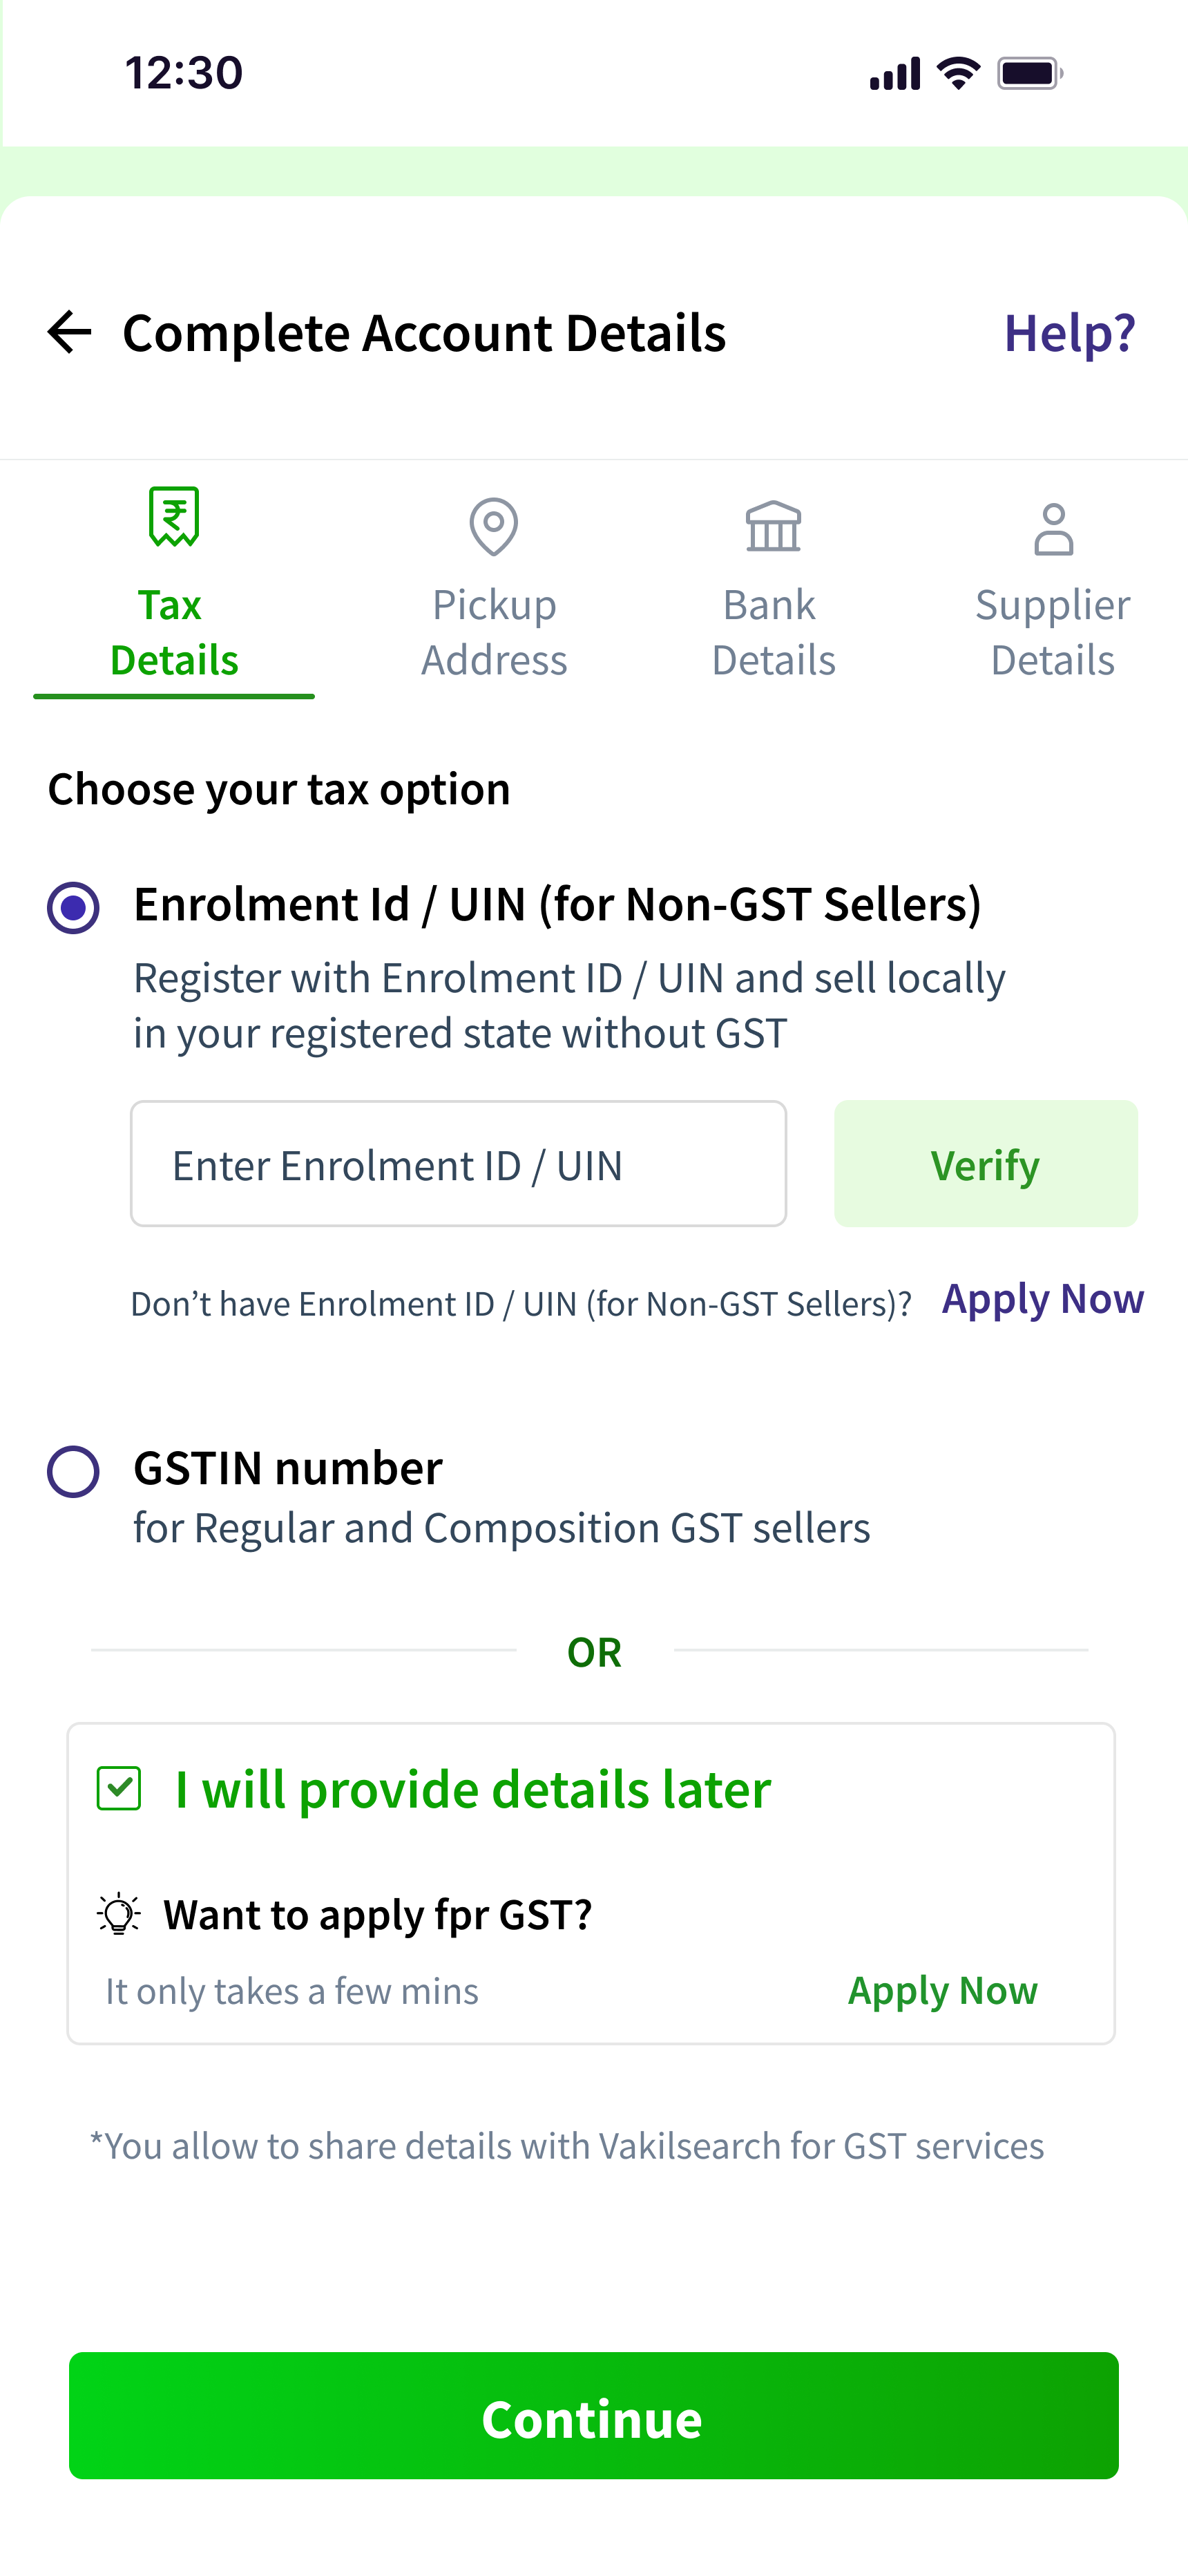 12:30
Complete Account Details
Help?
Tax
Details
Pickup
Address
Bank
Details
Supplier
Details
Choose your tax option
Enrolment Id / UIN (for Non-GST Sellers)
Register with Enrolment ID / UIN and sell locally
in your registered state without GST
Enter Enrolment ID / UIN
Verify
Don’t have Enrolment ID / UIN (for Non-GST Sellers)?
Apply Now
GSTIN number
for Regular and Composition GST sellers
OR
I will provide details later
Want to apply fpr GST?
It only takes a few mins
Apply Now
*You allow to share details with Vakilsearch for GST services
Continue